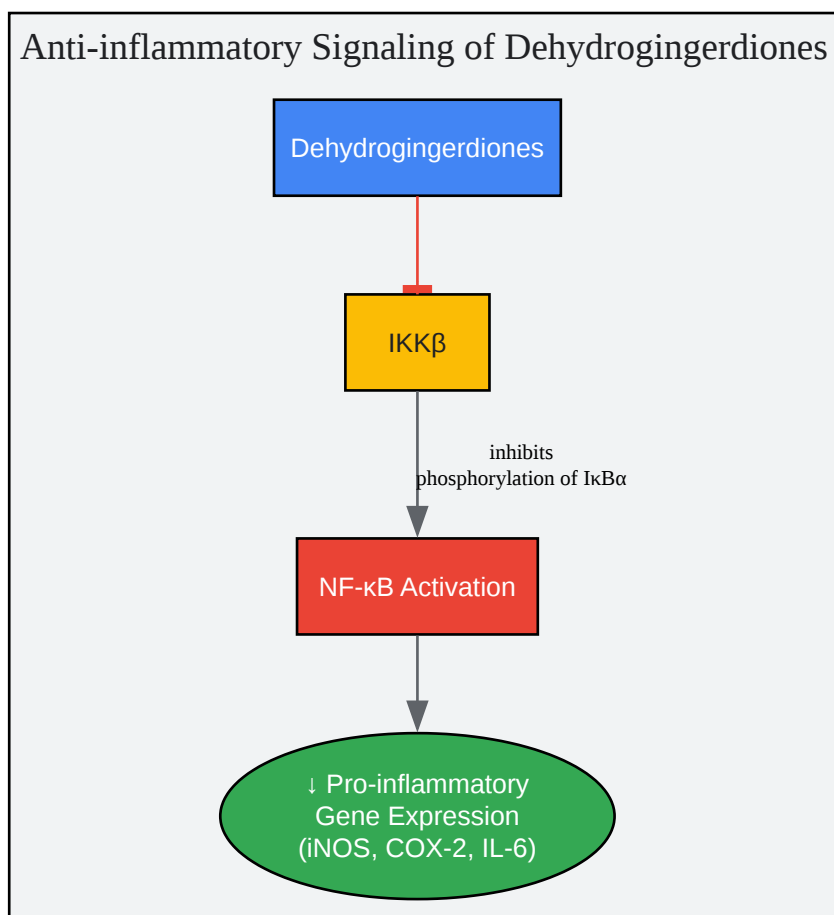 Anti-inflammatory Signaling of Dehydrogingerdiones
Dehydrogingerdiones
IKKβ
inhibits
phosphorylation of IκBα
NF-κB Activation
↓ Pro-inflammatory
Gene Expression
(iNOS, COX-2, IL-6)